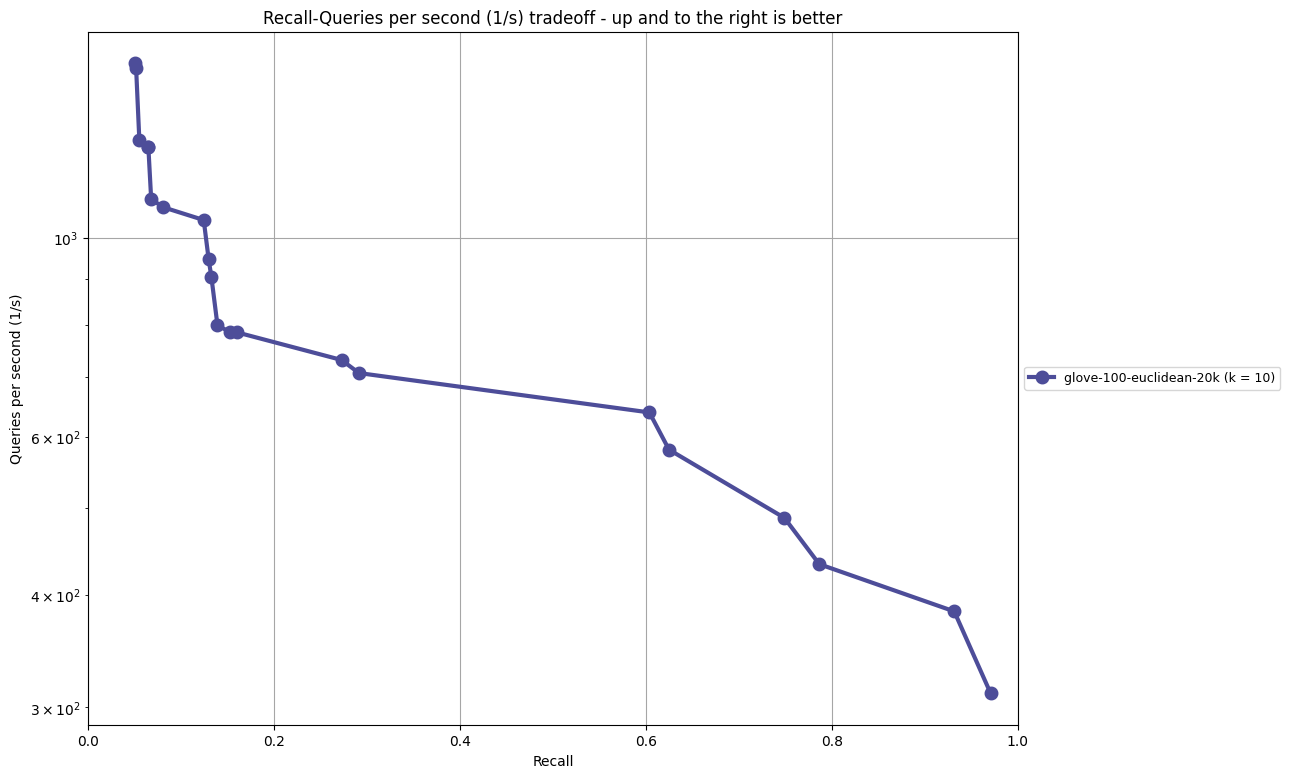 Recall-Queries per second (1/s) tradeoff - up and to the right is better
Queries per second (1/s)
10³
6 × 10²
4 × 10²
3 × 10²
0.0 0.2 0.4 0.6 0.8 1.0
Recall
glove-100-euclidean-20k (k = 10)